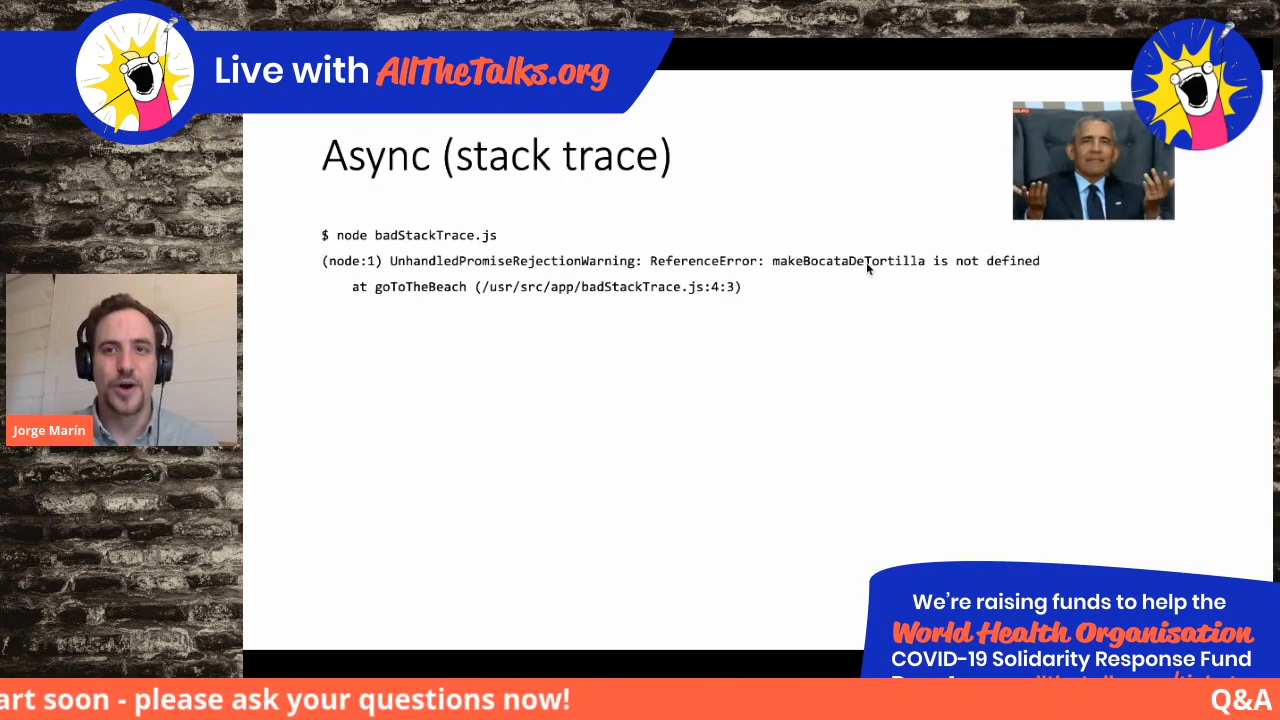 Live with AllTheTalks.org
Async (stack trace)
$ node badStackTrace.js
(node:1) UnhandledPromiseRejectionWarning: ReferenceError: makeBocataDeTortilla is not defined
at goToTheBeach (/usr/src/app/badStackTrace.js:4:3)
Jorge Marín
We're raising funds to help the
World Health Organisation
COVID-19 Solidarity Response Fund
art soon - please ask your questions now!
Q&A